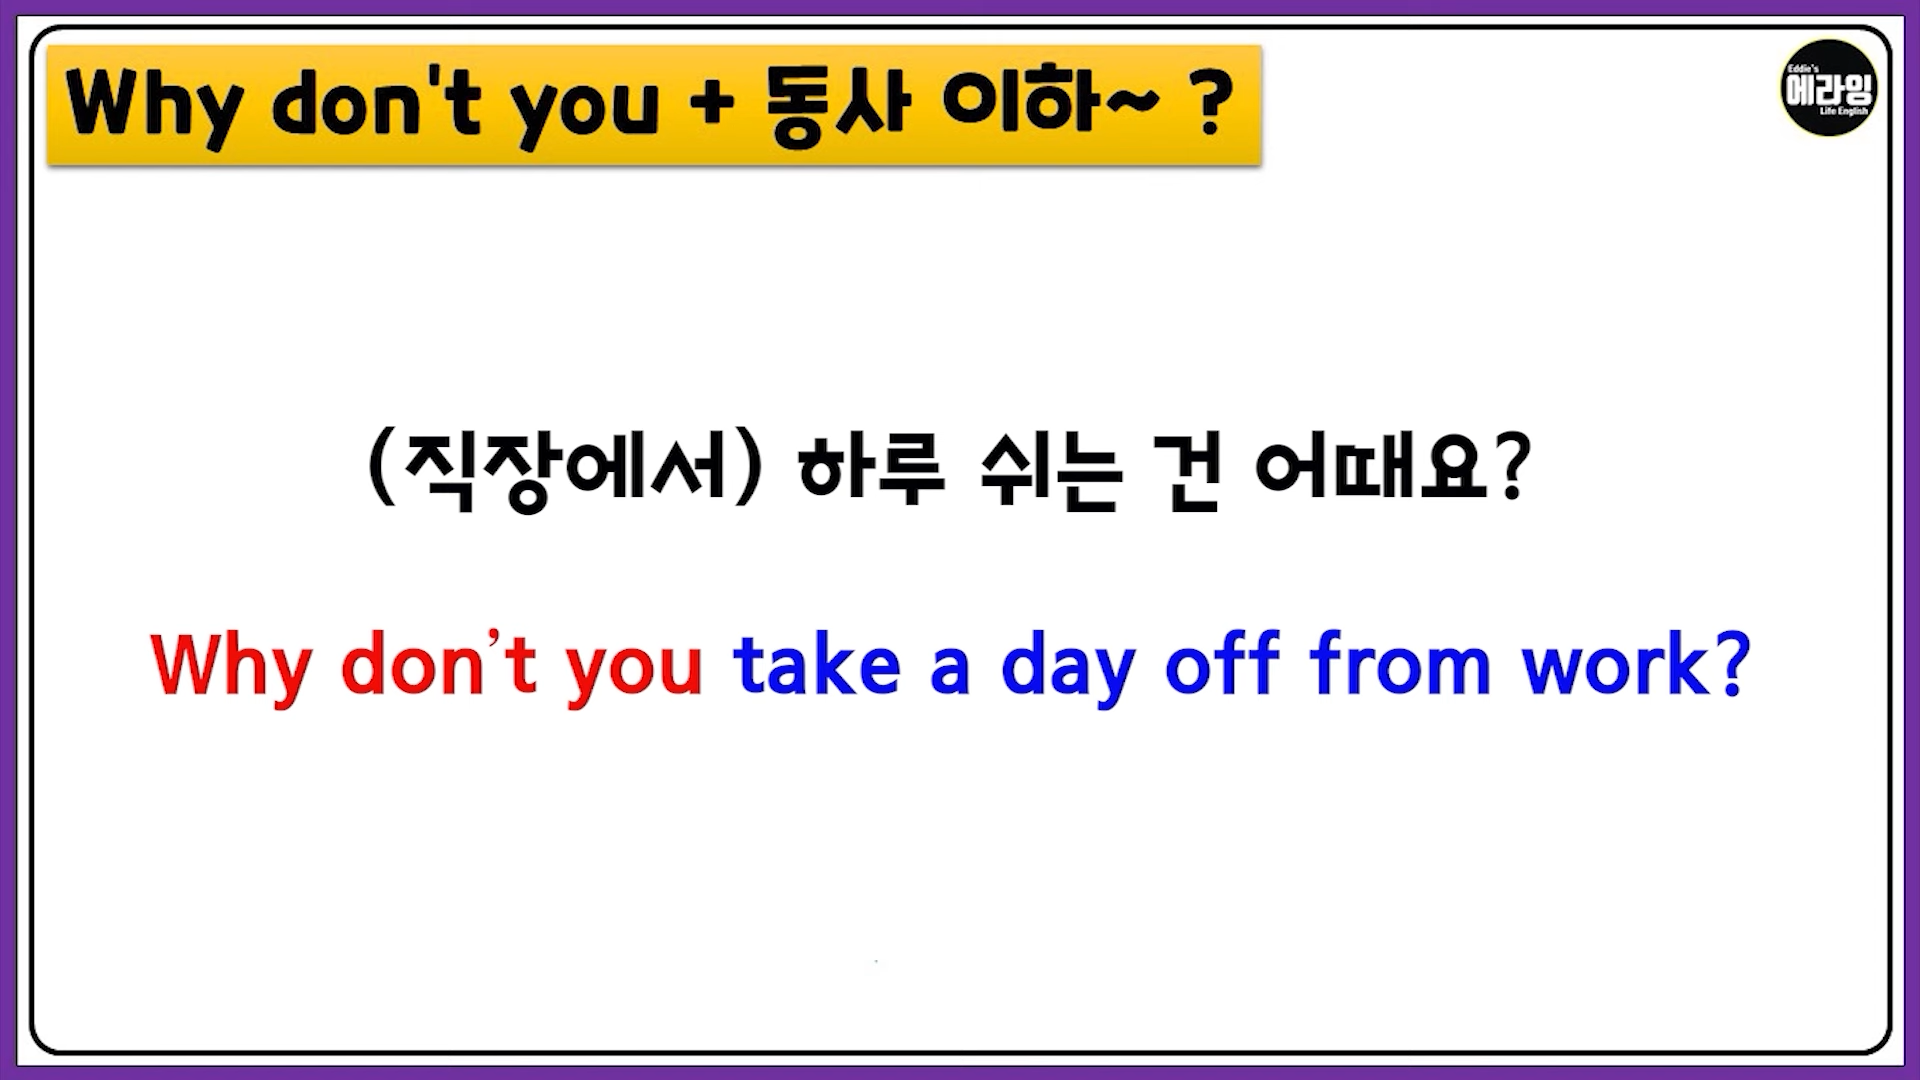 Why don't you + 동사 이하~ ?
Eddie's
에라잉
Life English
(직장에서) 하루 쉬는 건 어때요?
Why don’t you take a day off from work?